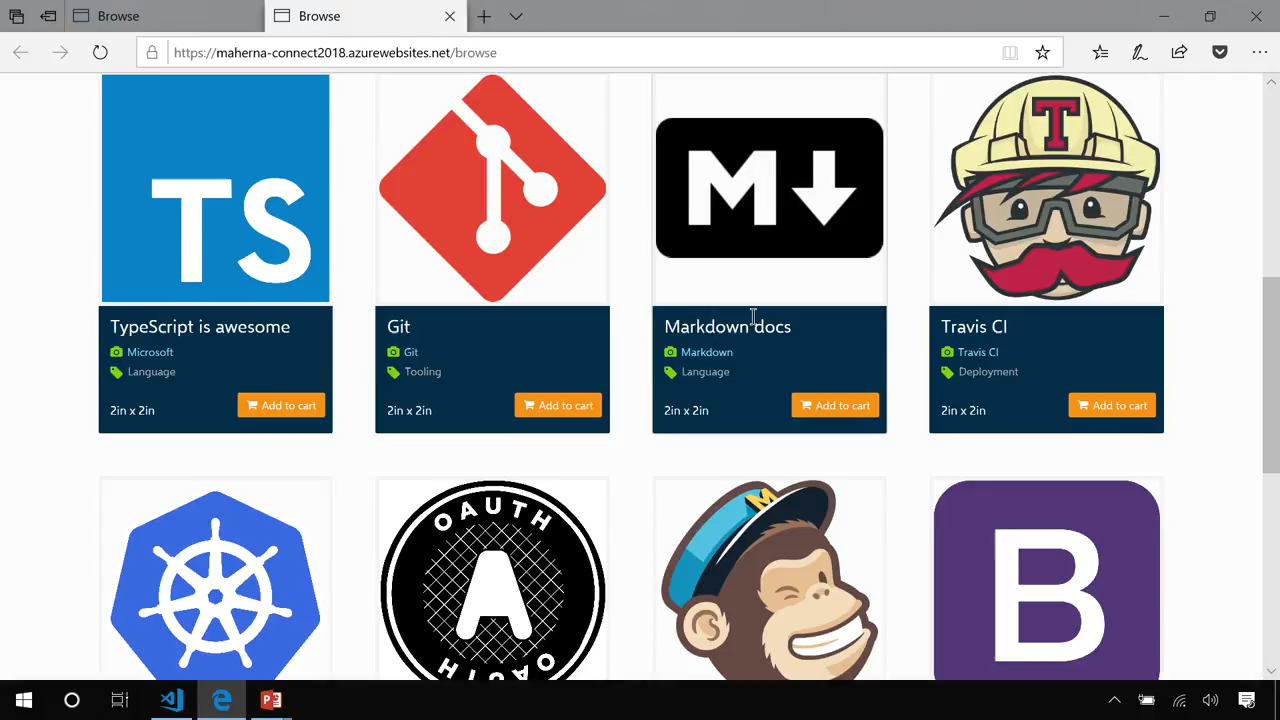 Browse
Browse
https://maherna-connect2018.azurewebsites.net/browse
TS
M
T
TypeScript is awesome
Microsoft
Language
2in x 2in
Add to cart
Git
Git
Tooling
2in x 2in
Add to cart
Markdown docs
Markdown
Language
2in x 2in
Add to cart
Travis CI
Travis CI
Deployment
2in x 2in
Add to cart
OAUTH
A
OAUTH
M
B